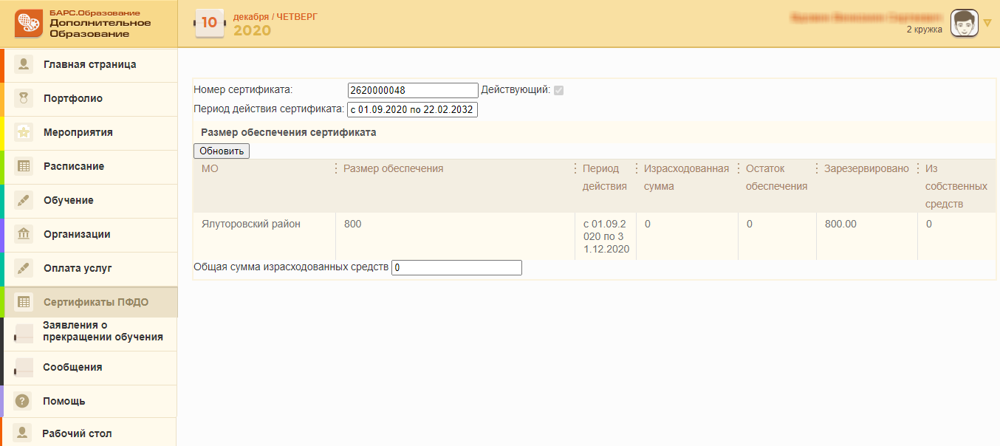 БАРС.Образование
Дополнительное
Образование
10
декабря / ЧЕТВЕРГ
2020
2 кружка
Главная страница
Портфолио
Мероприятия
Расписание
Обучение
Организации
Оплата услуг
Сертификаты ПФДО
Заявления о
прекращении обучения
Сообщения
Помощь
Рабочий стол
Номер сертификата: 2620000048 Действующий:
Период действия сертификата: с 01.09.2020 по 22.02.2032
Размер обеспечения сертификата
Обновить
МО
Размер обеспечения
Период
действия
Израсходованная
сумма
Остаток
обеспечения
Зарезервировано
Из
собственных
средств
Ялуторовский район
800
с 01.09.2
020 по 3
1.12.2020
0
0
800.00
0
Общая сумма израсходованных средств 0